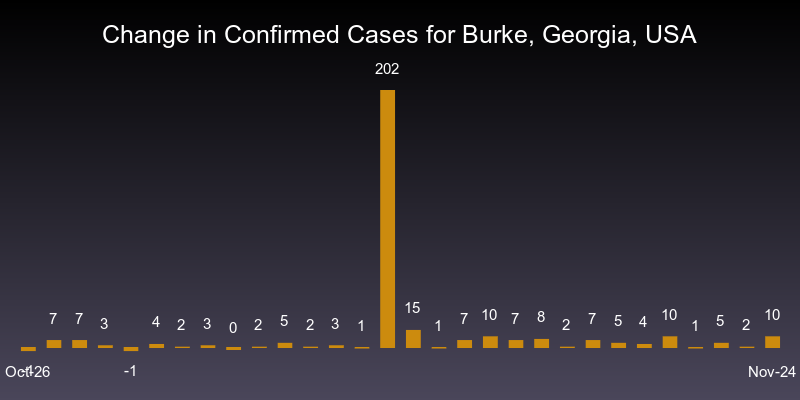 Change in Confirmed Cases for Burke, Georgia, USA
202
7 7 3 4 2 3 0 2 5 2 3 1 15 1 7 10 7 8 2 7 5 4 10 1 5 2 10
Oct-26 -1 Nov-24